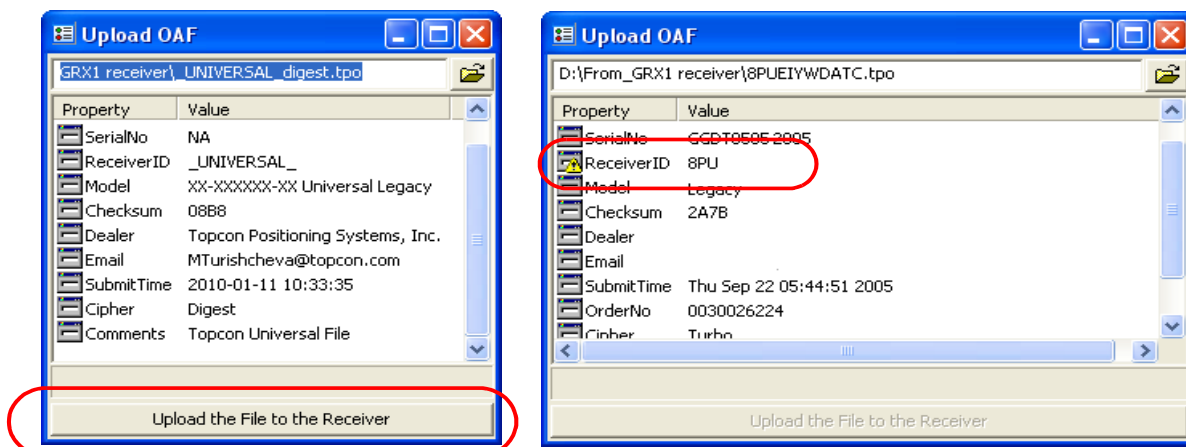 Upload OAF
GRX1 receiver\_UNIVERSAL_digest.tpo
Property Value
SerialNo NA
ReceiverID _UNIVERSAL_
Model XX-XXXXXX-XX Universal Legacy
Checksum 08B8
Dealer Topcon Positioning Systems, Inc.
Email MTurishcheva@topcon.com
SubmitTime 2010-01-11 10:33:35
Cipher Digest
Comments Topcon Universal File
Upload the File to the Receiver
Upload OAF
D:\From_GRX1 receiver\8PUEIYWDATC.tpo
Property Value
SerialNo GGDT0505 2005
ReceiverID 8PU
Model Legacy
Checksum 2A7B
Dealer
Email
SubmitTime Thu Sep 22 05:44:51 2005
OrderNo 0030026224
Cipher Turbo
Upload the File to the Receiver